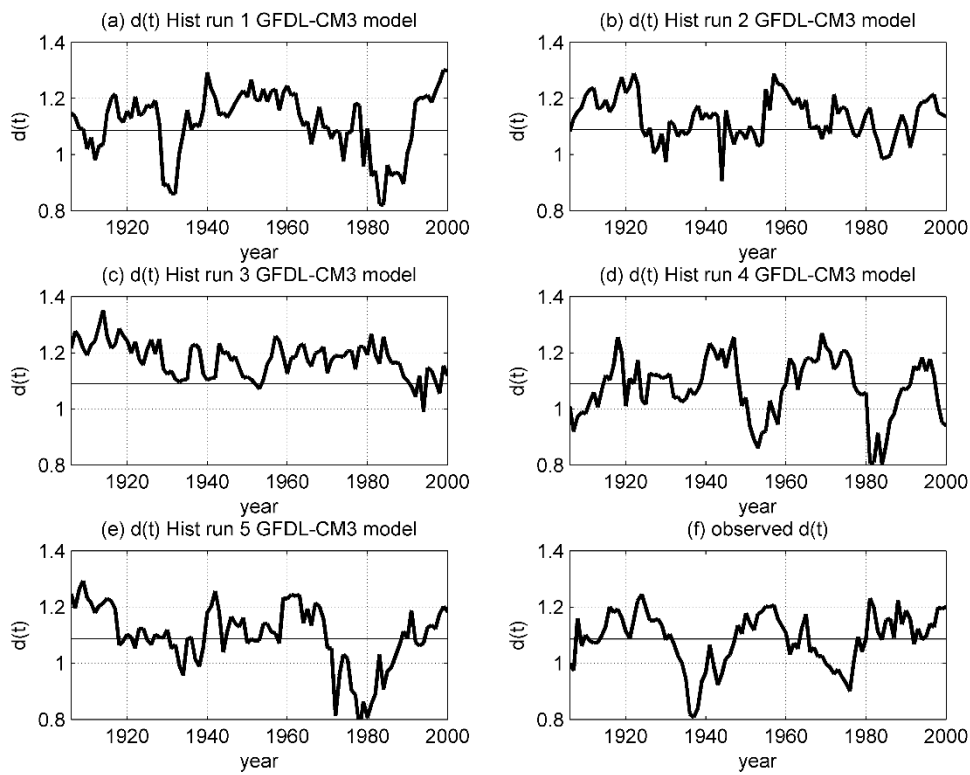 (a) d(t) Hist run 1 GFDL-CM3 model
1.4
1.2
1
0.8
d(t)
1920 1940 1960 1980 2000
year
(b) d(t) Hist run 2 GFDL-CM3 model
1.4
1.2
1
0.8
d(t)
1920 1940 1960 1980 2000
year
(c) d(t) Hist run 3 GFDL-CM3 model
1.4
1.2
1
0.8
d(t)
1920 1940 1960 1980 2000
year
(d) d(t) Hist run 4 GFDL-CM3 model
1.4
1.2
1
0.8
d(t)
1920 1940 1960 1980 2000
year
(e) d(t) Hist run 5 GFDL-CM3 model
1.4
1.2
1
0.8
d(t)
1920 1940 1960 1980 2000
year
(f) observed d(t)
1.4
1.2
1
0.8
d(t)
1920 1940 1960 1980 2000
year